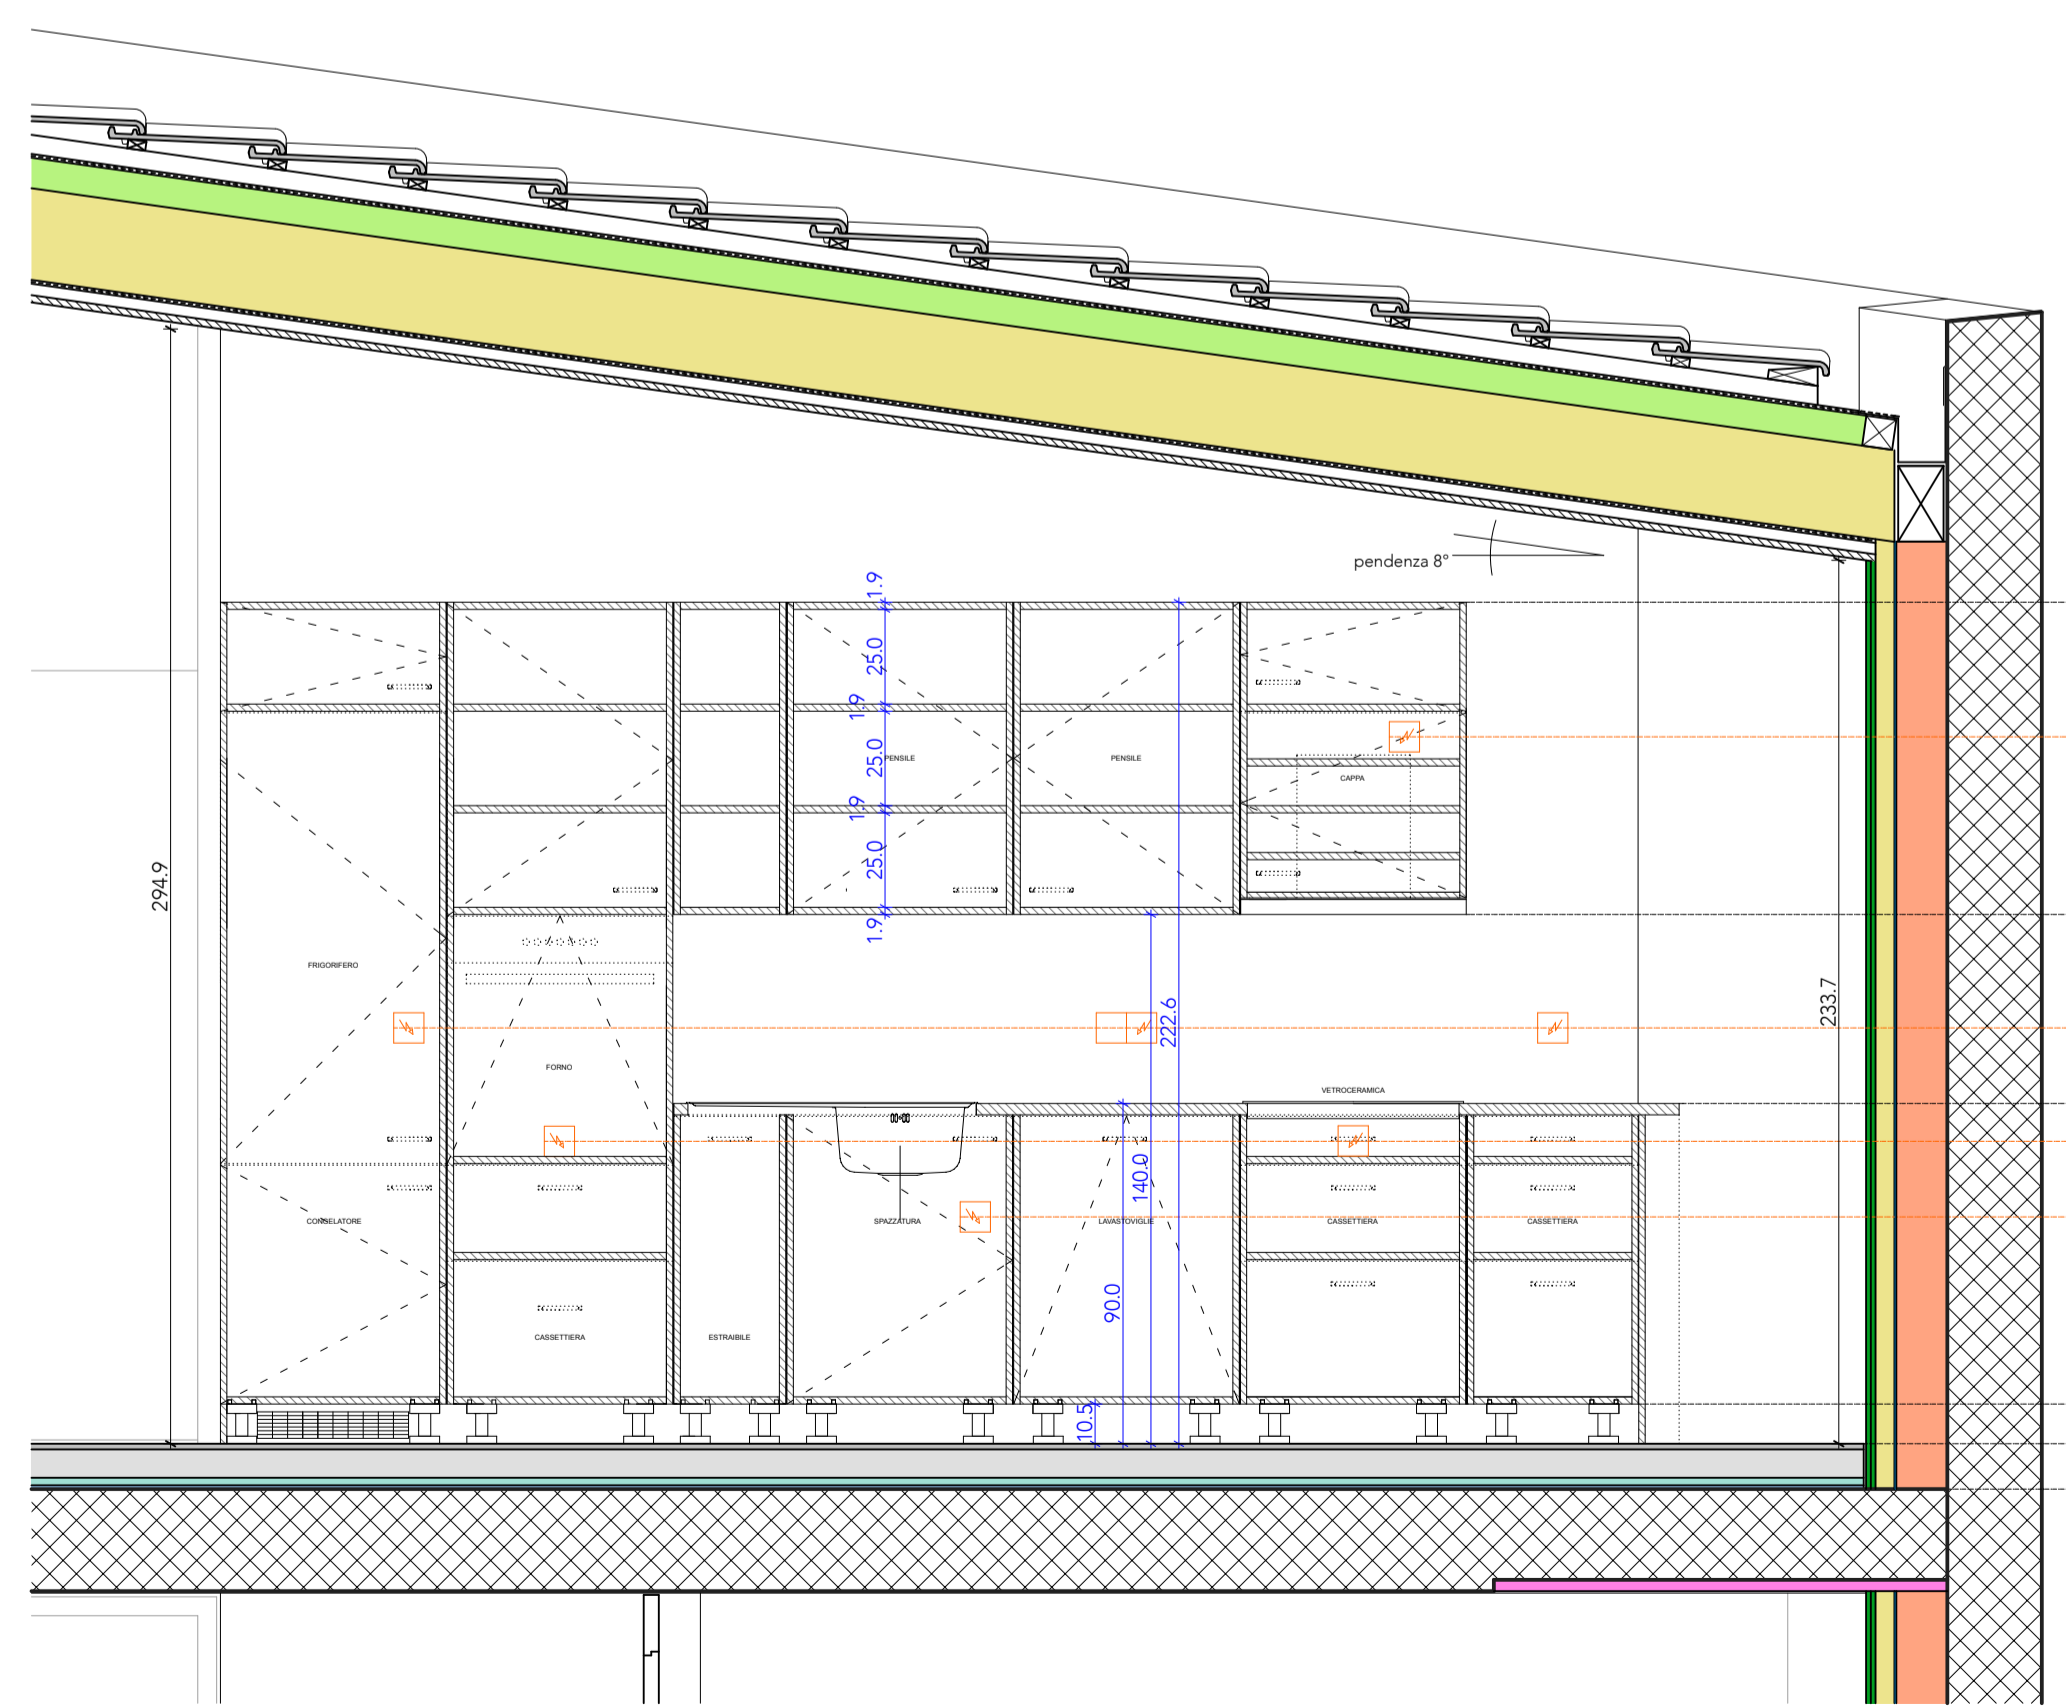 pendenza 8°
1.9
25.0
1.9
25.0
PENSILE
PENSILE
CAPPA
1.9
25.0
1.9
294.9
FRIGORIFERO
222.6
233.7
FORNO
VETROCERAMICA
140.0
CONGELATORE
SPAZZATURA
LAVASTOVIGLIE
CASSETTIERA
CASSETTIERA
90.0
CASSETTIERA
ESTRAIBILE
10.5